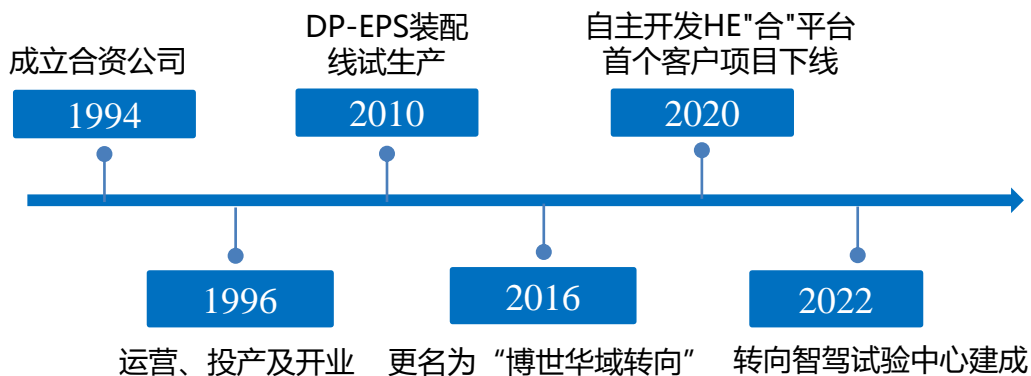 成立合资公司
1994
DP-EPS装配
线试生产
2010
自主开发HE"合"平台
首个客户项目下线
2020
1996
运营、投产及开业
2016
更名为“博世华域转向”
2022
转向智驾试验中心建成